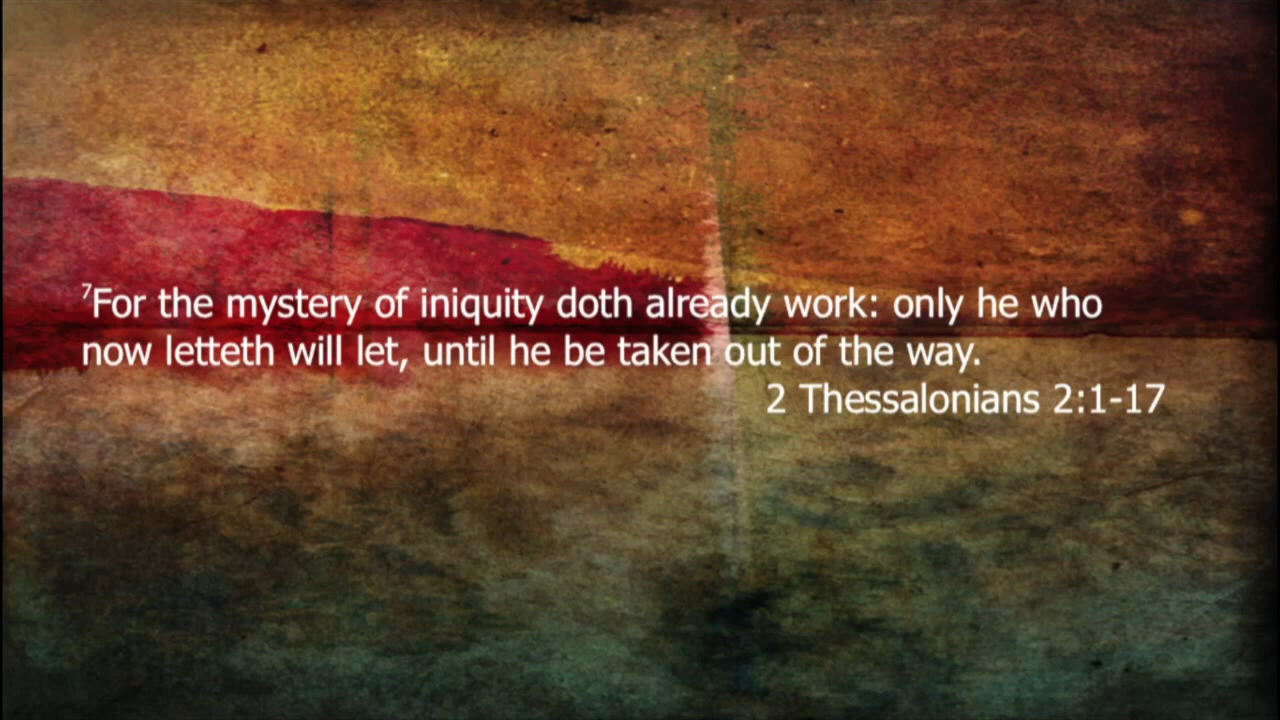 ⁷For the mystery of iniquity doth already work: only he who
now letteth will let, until he be taken out of the way.
2 Thessalonians 2:1-17